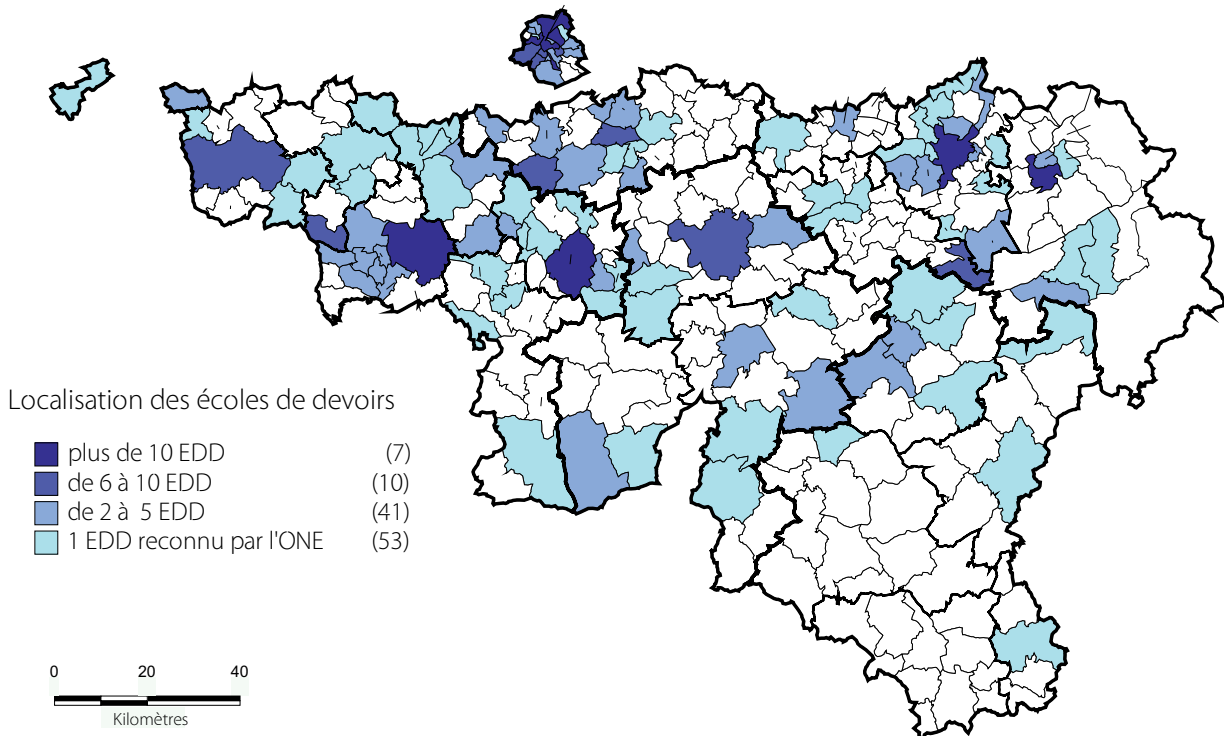 Localisation des écoles de devoirs
plus de 10 EDD (7)
de 6 à 10 EDD (10)
de 2 à 5 EDD (41)
1 EDD reconnu par l'ONE (53)
0 20 40
Kilomètres